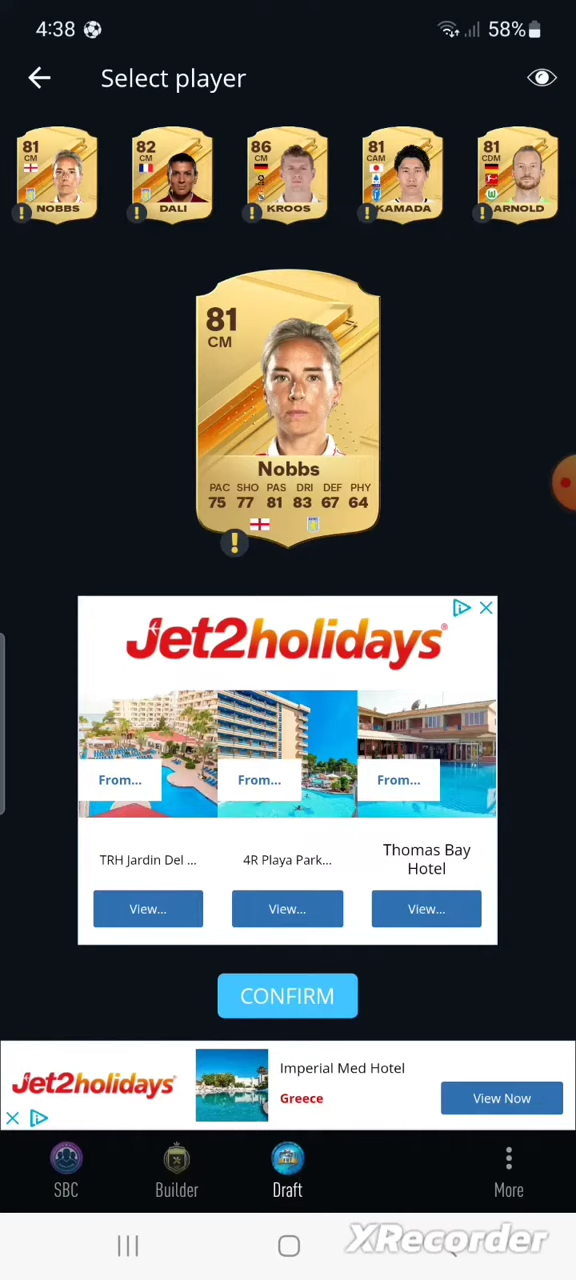 4:38 58%
Select player
81 82 86 81 81
CM CM CM CAM CDM
NOBBS DALI KROOS KAMADA ARNOLD
81
CM
Nobbs
PAC SHO PAS DRI DEF PHY
75 77 81 83 67 64
Jet2holidays®
From... From... From...
TRH Jardin Del ... 4R Playa Park... Thomas Bay
Hotel
View... View... View...
CONFIRM
Jet2holidays
Imperial Med Hotel
Greece
View Now
SBC Builder Draft More
XRecorder